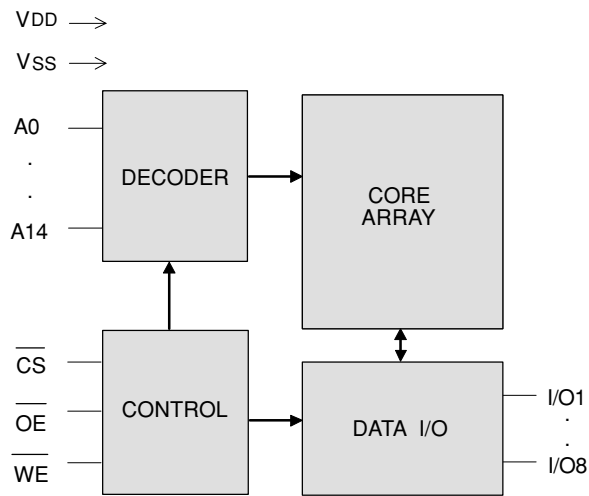 VDD
VSS
A0
.
.
A14
DECODER
CORE
ARRAY
CS
OE
WE
CONTROL
DATA I/O
I/O1
.
.
I/O8